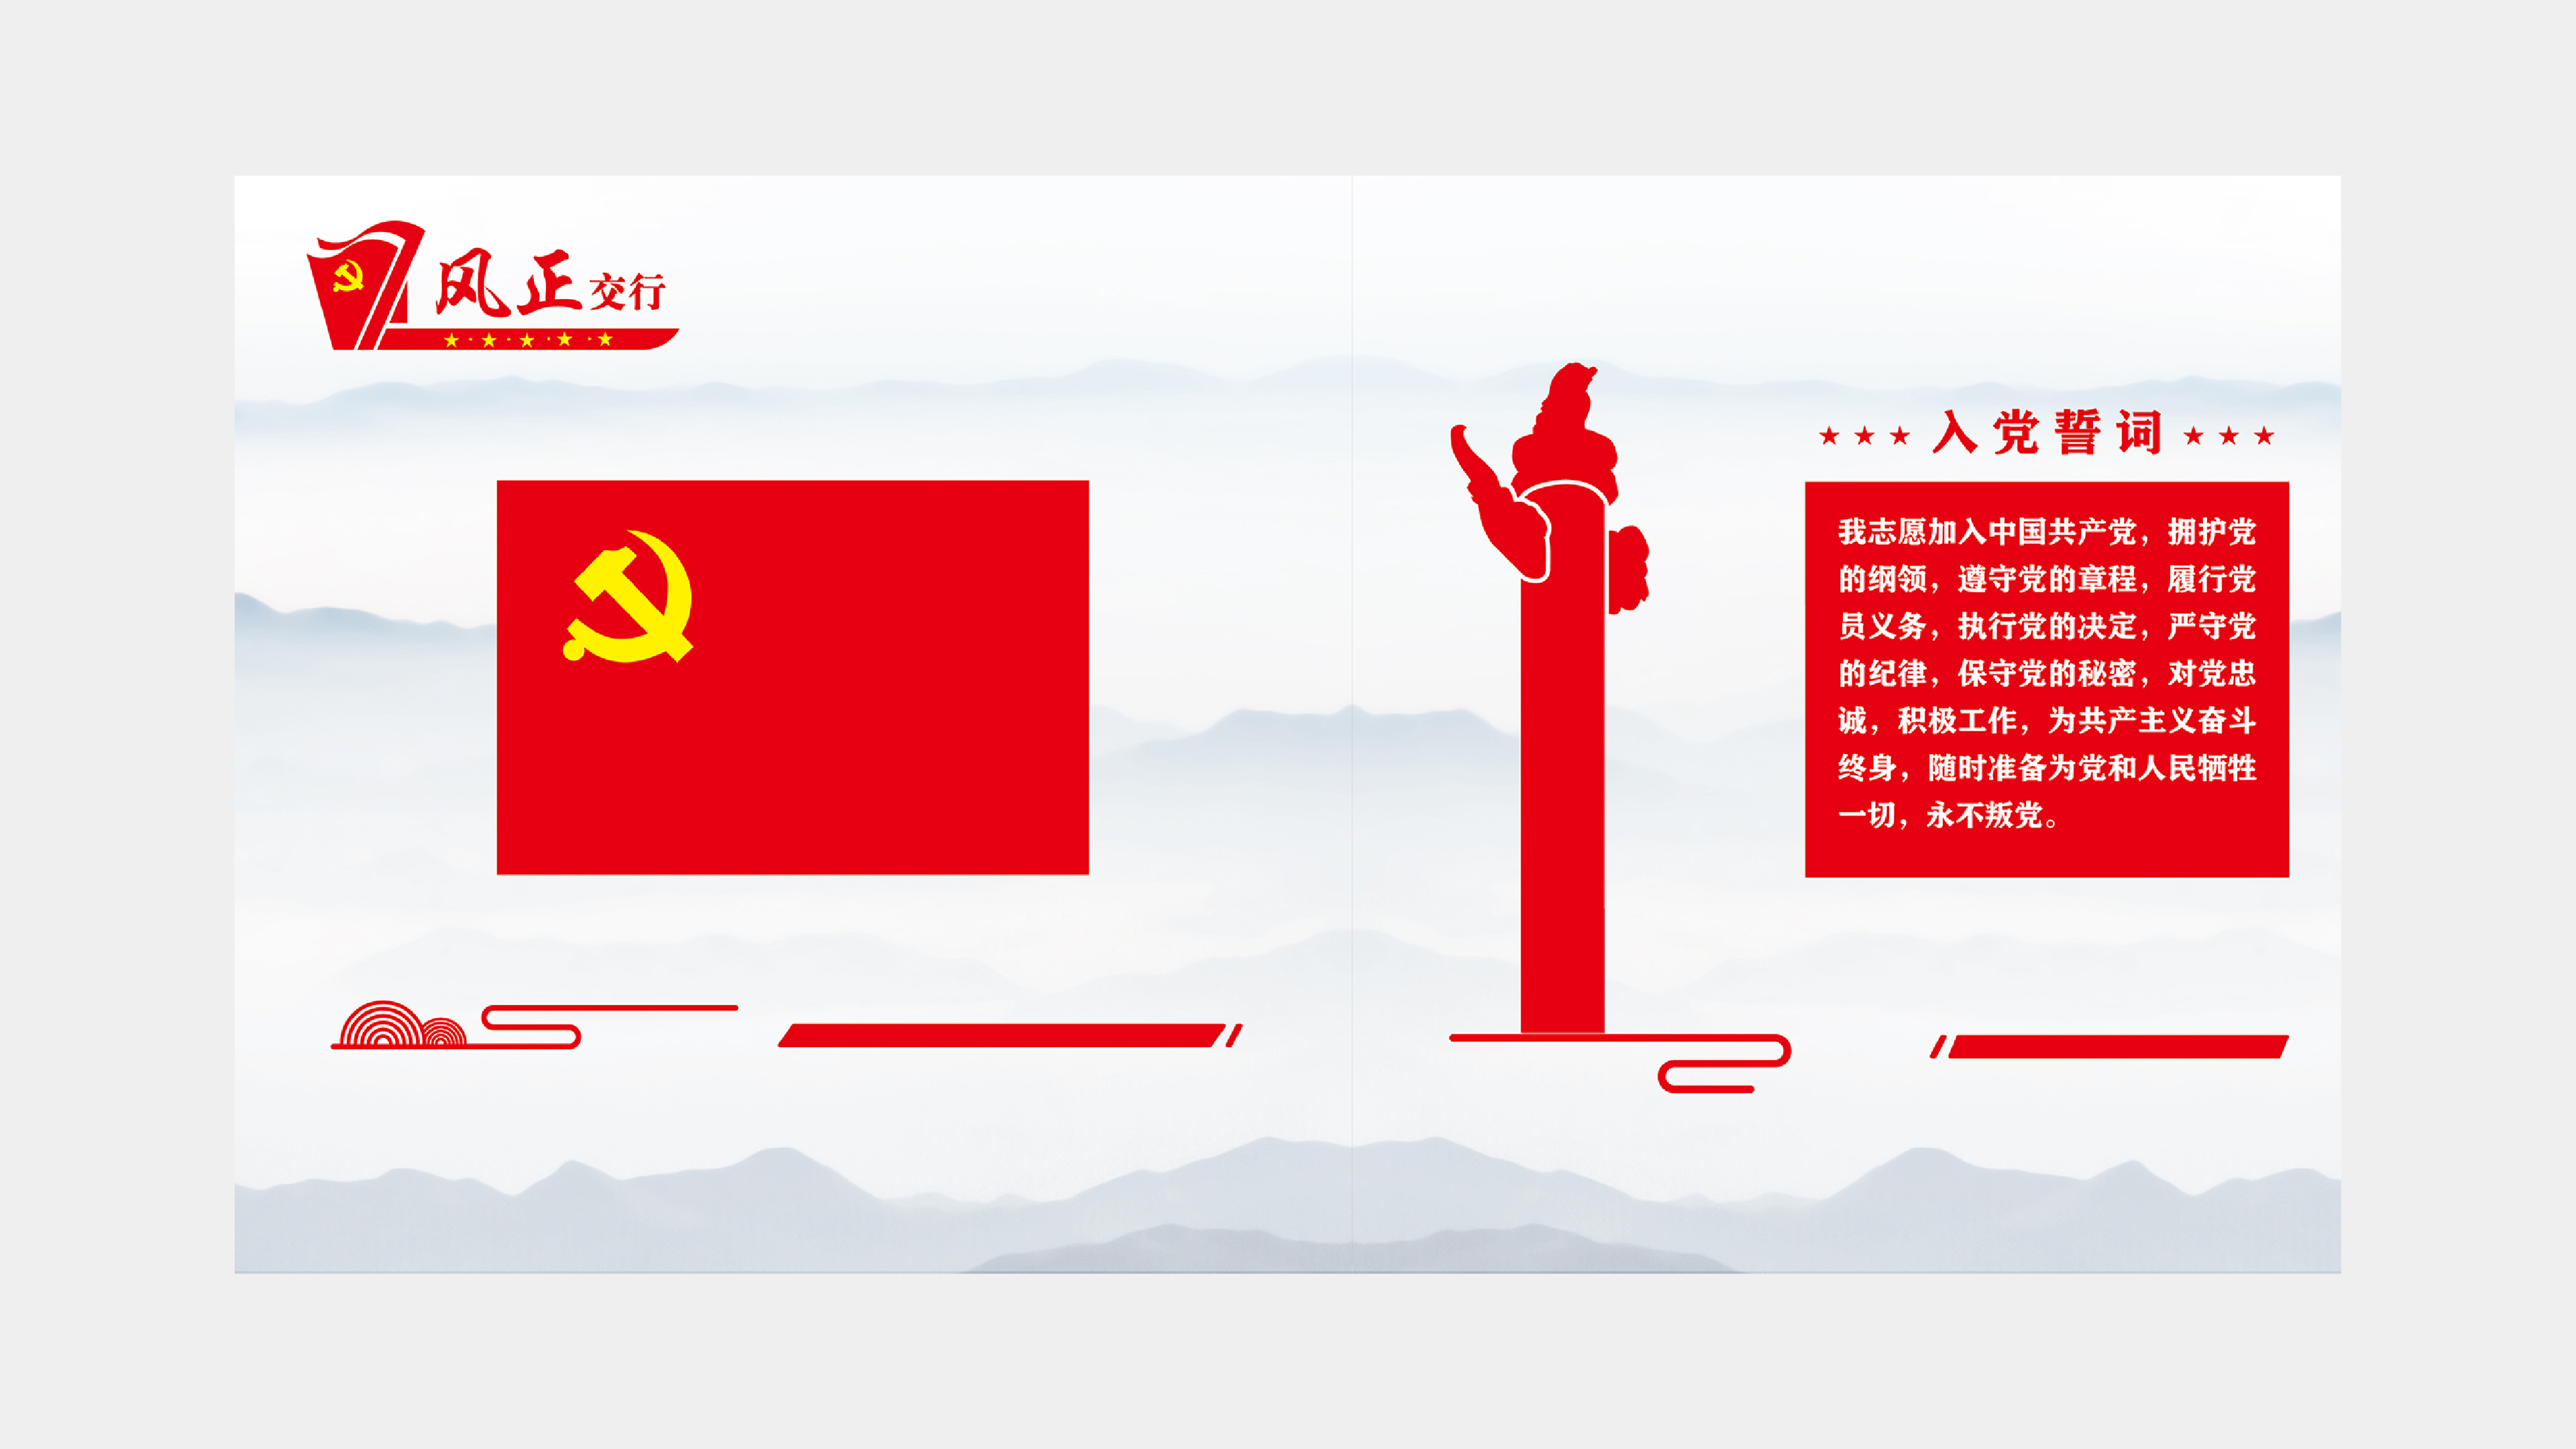 风正交行
入党誓词
我志愿加入中国共产党，拥护党
的纲领，遵守党的章程，履行党
员义务，执行党的决定，严守党
的纪律，保守党的秘密，对党忠
诚，积极工作，为共产主义奋斗
终身，随时准备为党和人民牺牲
一切，永不叛党。